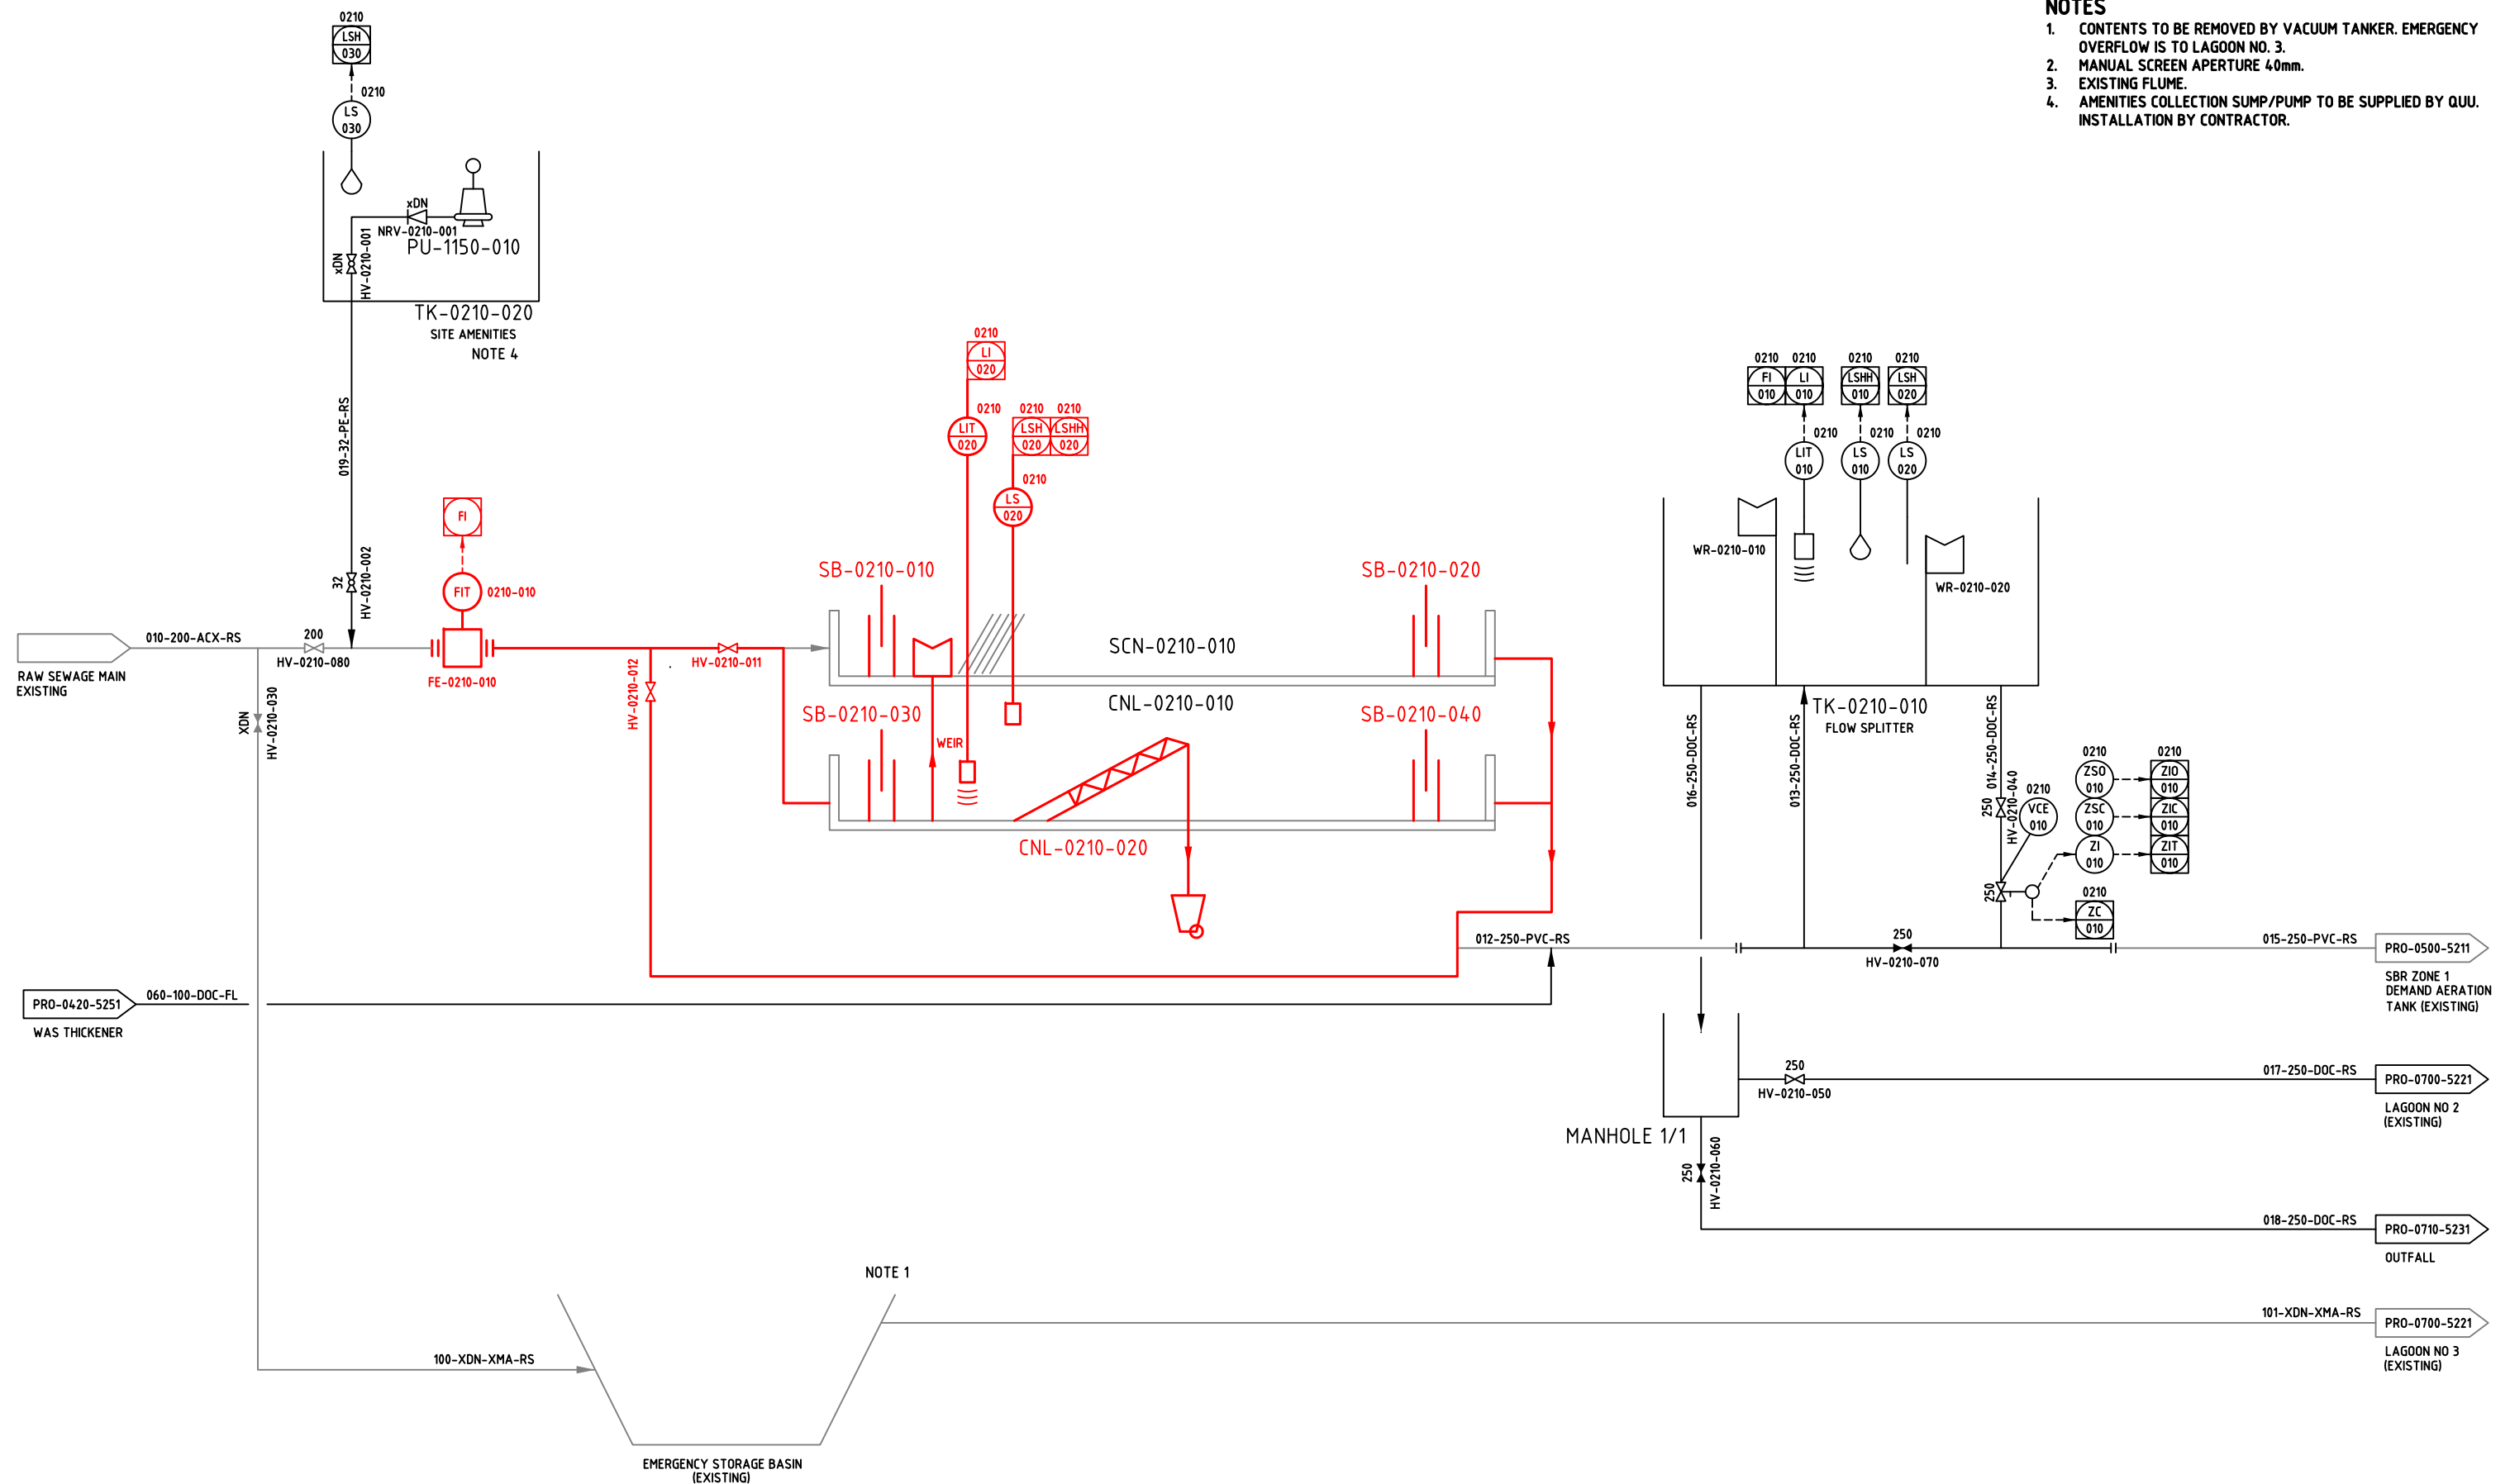 NOTES
1. CONTENTS TO BE REMOVED BY VACUUM TANKER. EMERGENCY
OVERFLOW IS TO LAGOON NO. 3.
2. MANUAL SCREEN APERTURE 40mm.
3. EXISTING FLUME.
4. AMENITIES COLLECTION SUMP/PUMP TO BE SUPPLIED BY QUU.
INSTALLATION BY CONTRACTOR.
0210
LSH
030
0210
LS
030
xDN
NRV-0210-001
PU-1150-010
xDN
HV-0210-001
TK-0210-020
SITE AMENITIES
NOTE 4
019-32-PE-RS
32
HV-0210-002
FI
FIT
0210-010
FE-0210-010
010-200-ACX-RS
200
HV-0210-080
RAW SEWAGE MAIN
EXISTING
XDN
HV-0210-030
HV-0210-012
HV-0210-011
0210
LI
020
0210
LIT
020
0210
0210
LSH
020
LSHH
020
0210
LS
020
SB-0210-010
SB-0210-020
SCN-0210-010
CNL-0210-010
SB-0210-030
WEIR
SB-0210-040
CNL-0210-020
0210
0210
0210
0210
FI
010
LI
010
LSHH
010
LSH
020
0210
0210
0210
LIT
010
LS
010
LS
020
WR-0210-010
WR-0210-020
TK-0210-010
FLOW SPLITTER
016-250-DOC-RS
013-250-DOC-RS
014-250-DOC-RS
250
HV-0210-040
0210
VCE
010
0210
0210
ZSO
010
ZIO
010
ZSC
010
ZIC
010
ZI
010
ZIT
010
250
0210
ZC
010
012-250-PVC-RS
250
HV-0210-070
015-250-PVC-RS
PRO-0500-5211
SBR ZONE 1
DEMAND AERATION
TANK (EXISTING)
PRO-0420-5251
060-100-DOC-FL
WAS THICKENER
250
HV-0210-050
017-250-DOC-RS
PRO-0700-5221
LAGOON NO 2
(EXISTING)
MANHOLE 1/1
250
HV-0210-060
018-250-DOC-RS
PRO-0710-5231
OUTFALL
NOTE 1
101-XDN-XMA-RS
PRO-0700-5221
LAGOON NO 3
(EXISTING)
100-XDN-XMA-RS
EMERGENCY STORAGE BASIN
(EXISTING)